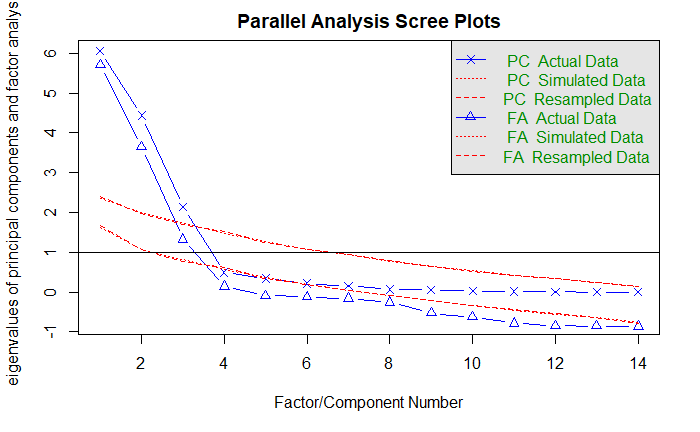 Parallel Analysis Scree Plots
eigenvalues of principal components and factor analys
6
5
4
3
2
1
0
-1
PC Actual Data
PC Simulated Data
PC Resampled Data
FA Actual Data
FA Simulated Data
FA Resampled Data
2 4 6 8 10 12 14
Factor/Component Number